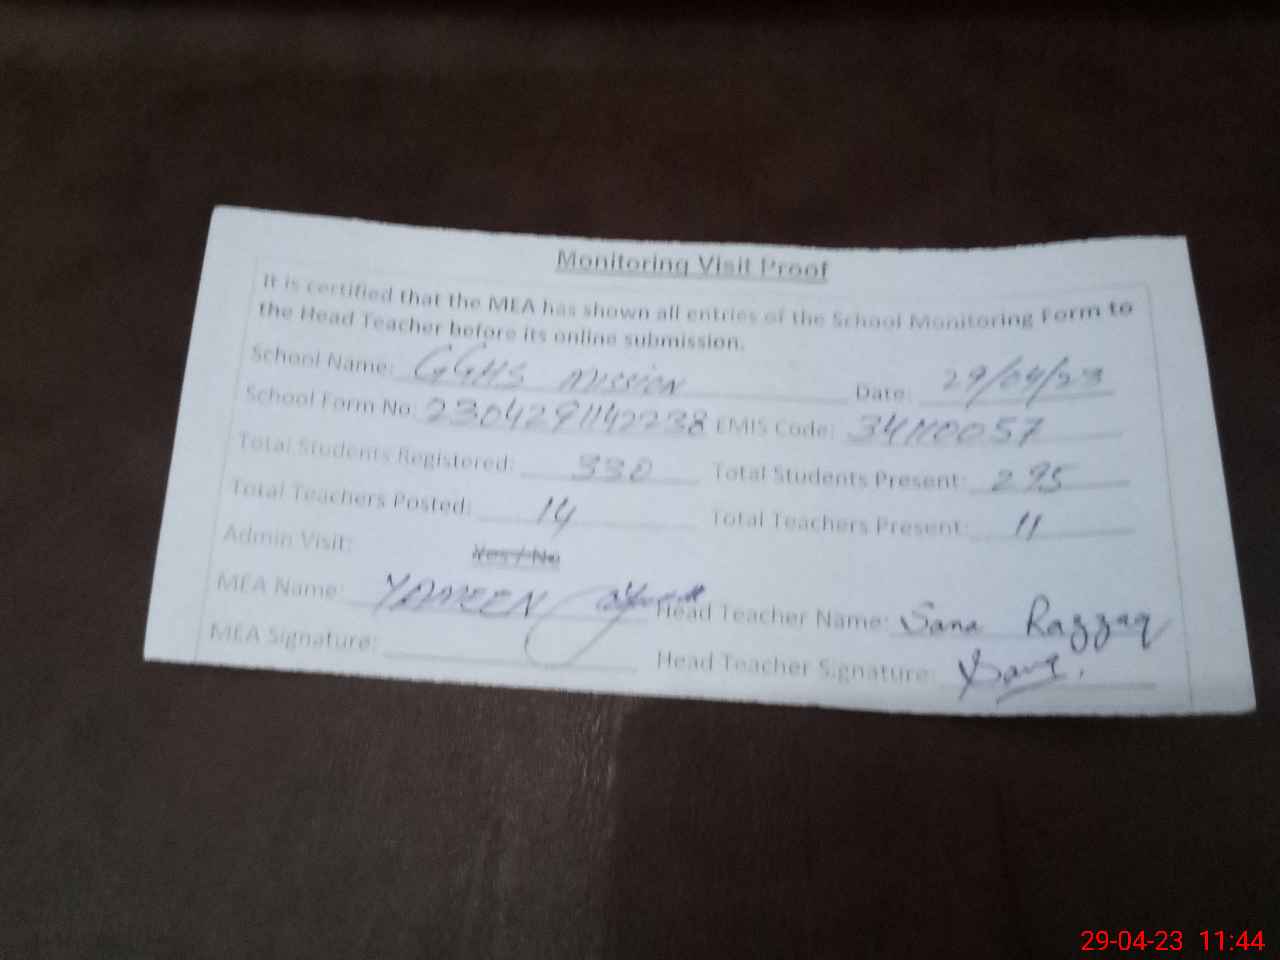 Monitoring Visit Proof
It is certified that the MEA has shown all entries of the School Monitoring Form to
the Head Teacher before its online submission.
School Name: GGHS Mission Date: 29/04/23
School Form No: 2304291142238 EMIS Code: 34110057
Total Students Registered: 330 Total Students Present: 295
Total Teachers Posted: 14 Total Teachers Present: 11
Admin Visit: Yes / No
MEA Name: YAMEEN Head Teacher Name: Sana Razzaq
MEA Signature: Head Teacher Signature: Sana
29-04-23 11:44